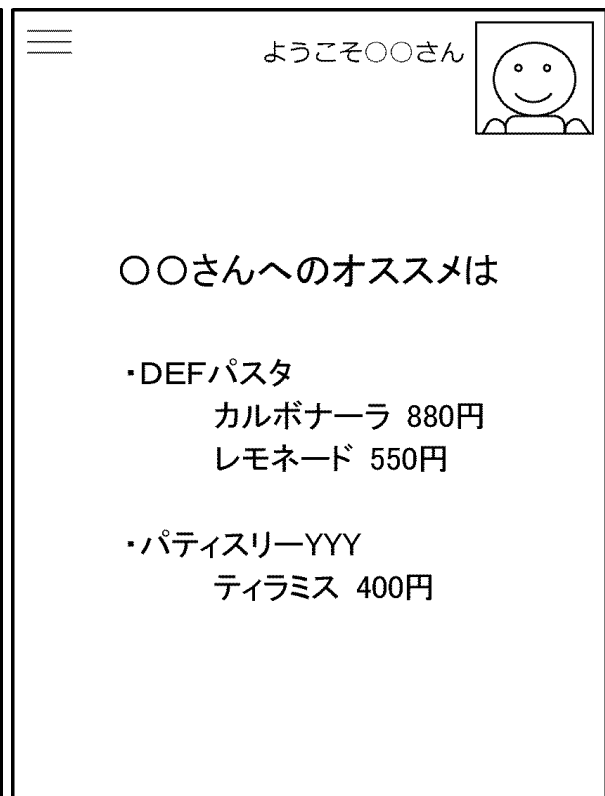 ようこそ○○さん
○○さんへのオススメは
・DEFパスタ
カルボナーラ 880円
レモネード 550円
・パティスリーYYY
ティラミス 400円